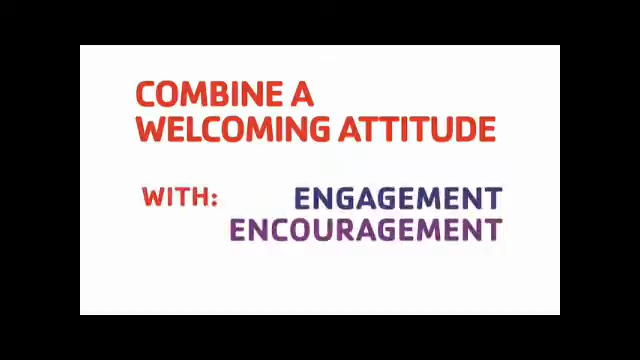 COMBINE A
WELCOMING ATTITUDE
WITH: ENGAGEMENT
ENCOURAGEMENT